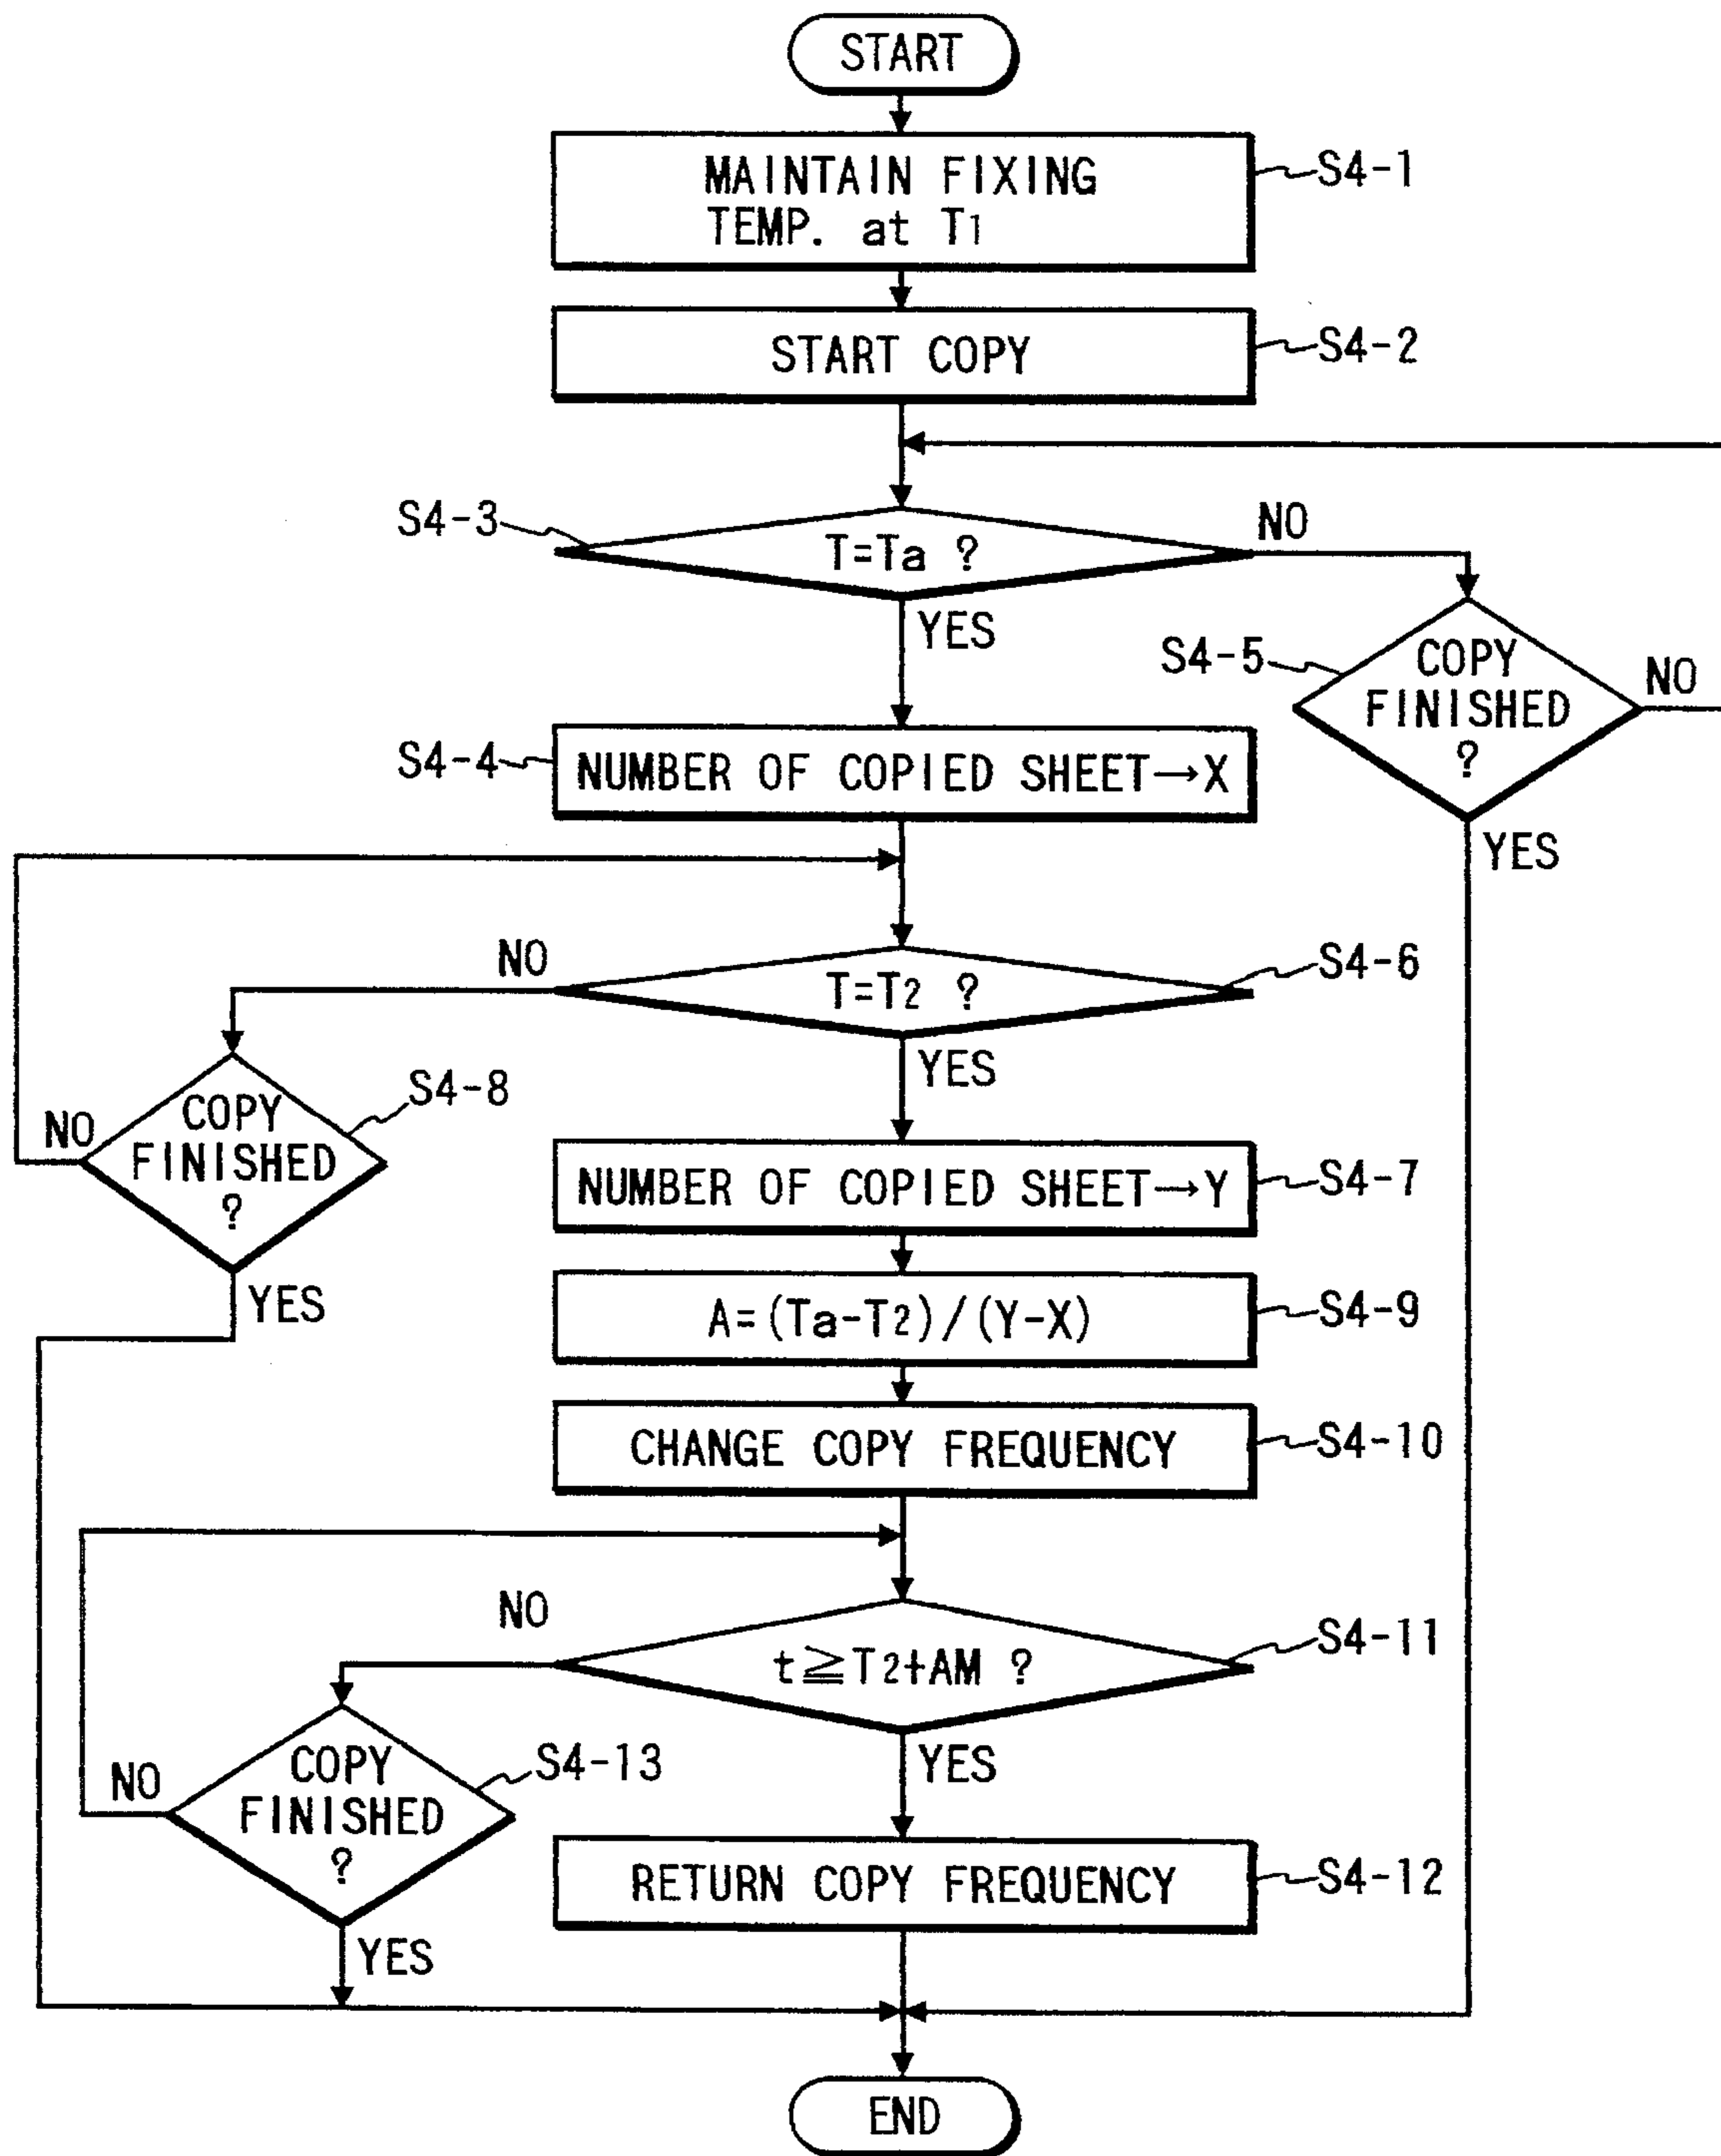 START
MAINTAIN FIXING
TEMP. at T1
S4-1
START COPY
S4-2
S4-3
T=Ta ?
NO
YES
S4-5
COPY
FINISHED
?
NO
YES
S4-4
NUMBER OF COPIED SHEET→X
NO
T=T2 ?
S4-6
YES
S4-8
COPY
FINISHED
?
NO
YES
NUMBER OF COPIED SHEET→Y
S4-7
A=(Ta-T2)/(Y-X)
S4-9
CHANGE COPY FREQUENCY
S4-10
NO
t≧T2+AM ?
S4-11
YES
S4-13
COPY
FINISHED
?
NO
YES
RETURN COPY FREQUENCY
S4-12
END